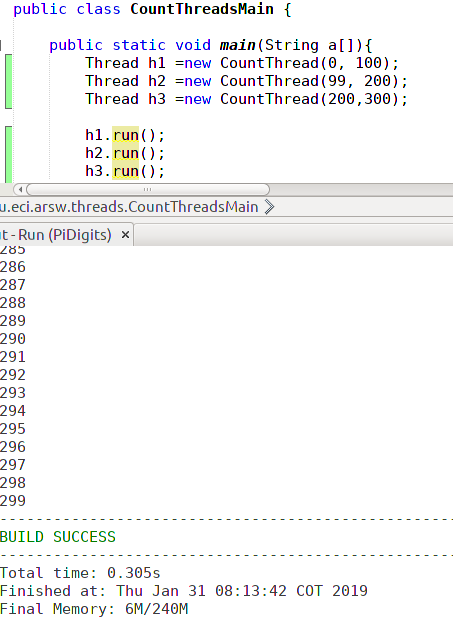 public class CountThreadsMain {
public static void main(String a[]){
Thread h1 =new CountThread(0, 100);
Thread h2 =new CountThread(99, 200);
Thread h3 =new CountThread(200,300);
h1.run();
h2.run();
h3.run();
u.eci.arsw.threads.CountThreadsMain
t - Run (PiDigits) ×
285
286
287
288
289
290
291
292
293
294
295
296
297
298
299
------------------------------------------------
BUILD SUCCESS
------------------------------------------------
Total time: 0.305s
Finished at: Thu Jan 31 08:13:42 COT 2019
Final Memory: 6M/240M